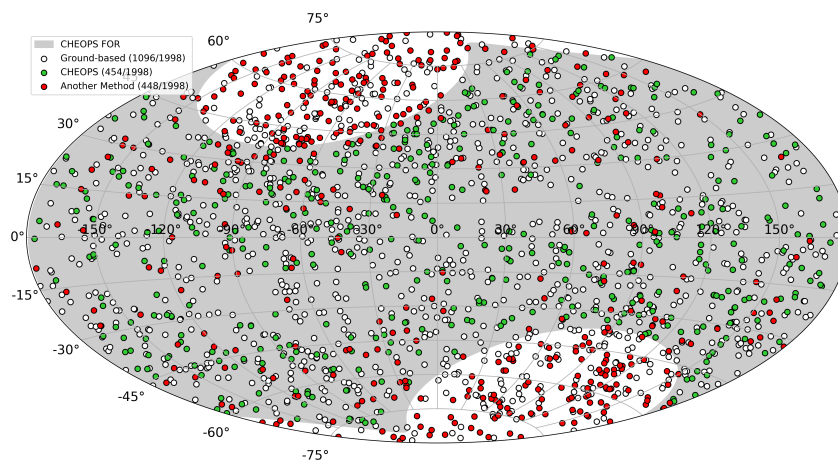 75°
60°
CHEOPS FOR
Ground-based (1096/1998)
CHEOPS (454/1998)
Another Method (448/1998)
30°
15°
0°
-150° -120° -90° -60° -30° 0° 30° 60° 90° 120° 150°
-15°
-30°
-45°
-60°
-75°